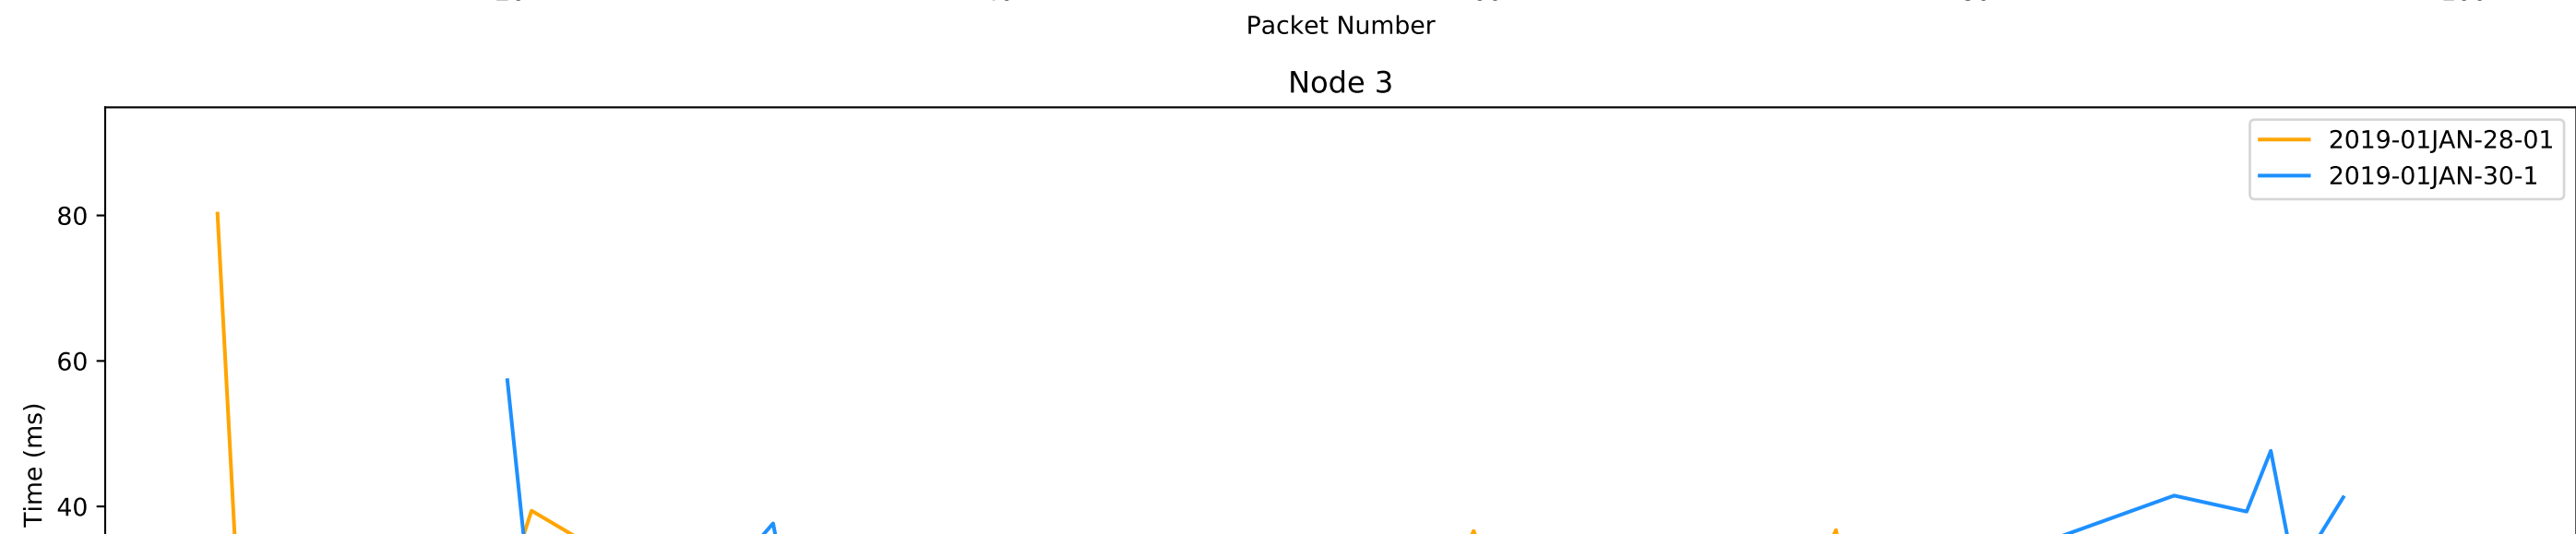 Packet Number
Node 3
2019-01JAN-28-01
2019-01JAN-30-1
80
60
40
Time (ms)